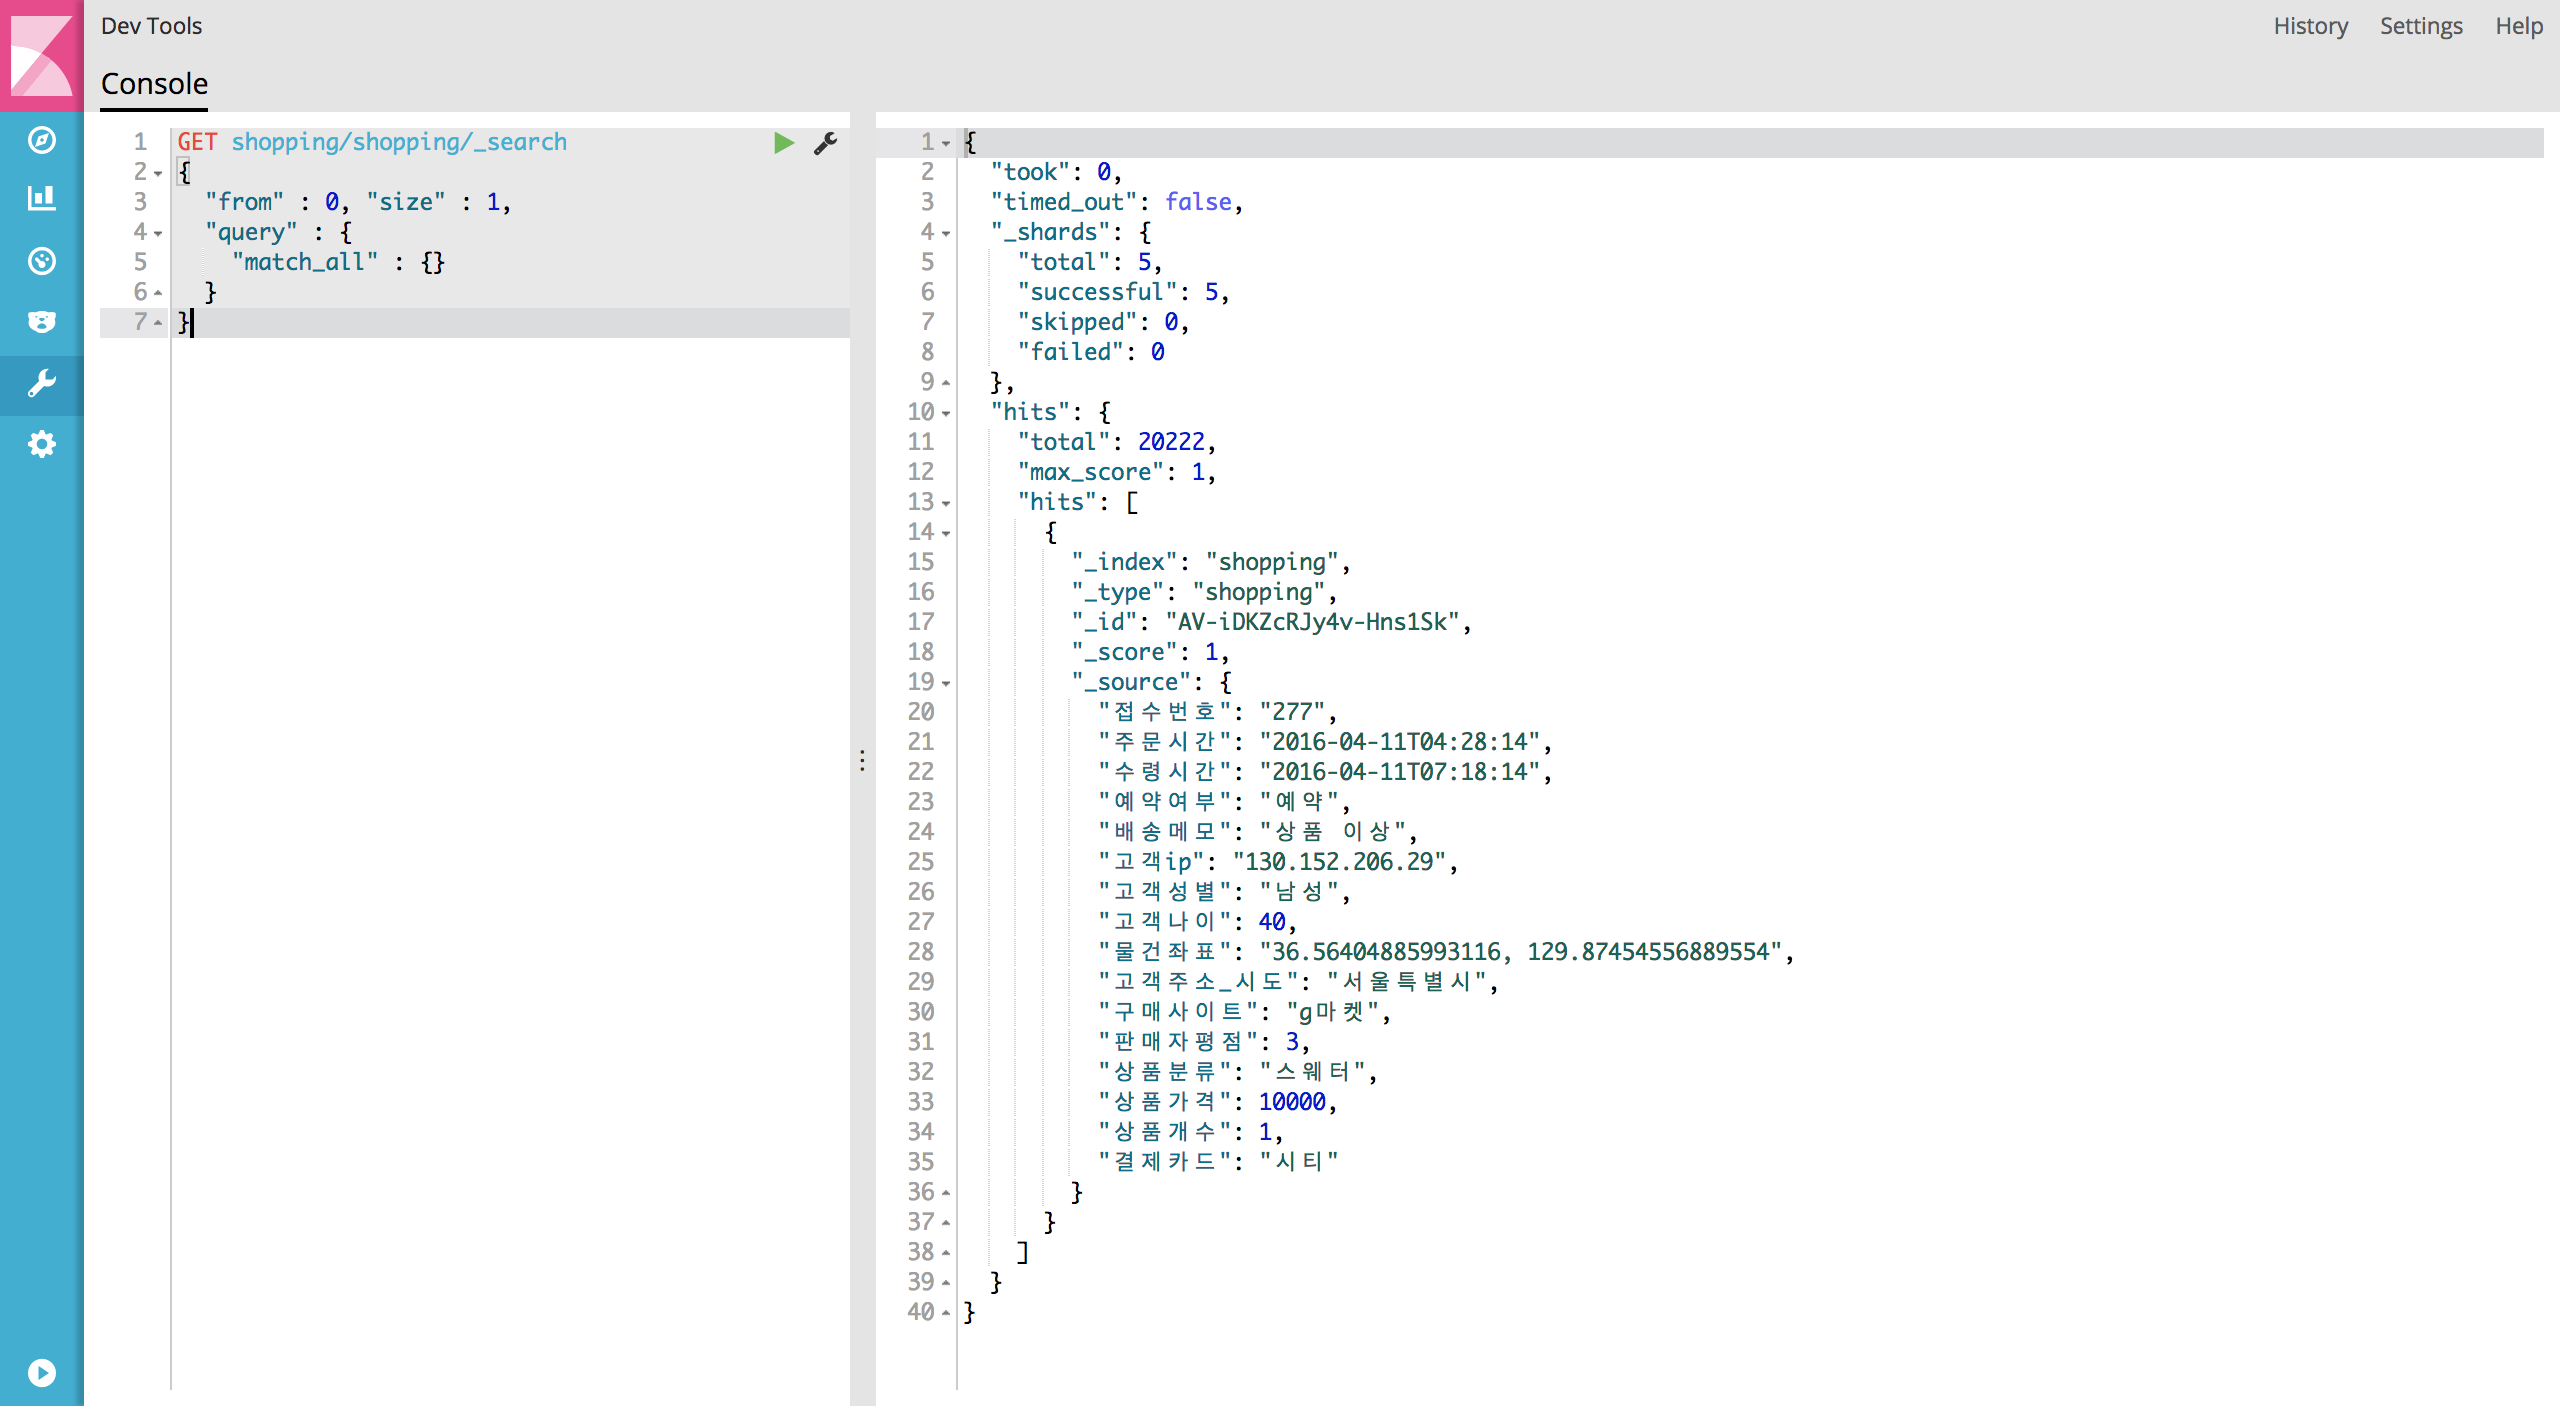 Dev Tools
History Settings Help
Console
1 GET shopping/shopping/_search
2 {
3 "from" : 0, "size" : 1,
4 "query" : {
5 "match_all" : {}
6 }
7 }
1 {
2 "took": 0,
3 "timed_out": false,
4 "_shards": {
5 "total": 5,
6 "successful": 5,
7 "skipped": 0,
8 "failed": 0
9 },
10 "hits": {
11 "total": 20222,
12 "max_score": 1,
13 "hits": [
14 {
15 "_index": "shopping",
16 "_type": "shopping",
17 "_id": "AV-iDKZcRJy4v-Hns1Sk",
18 "_score": 1,
19 "_source": {
20 "접수번호": "277",
21 "주문시간": "2016-04-11T04:28:14",
22 "수령시간": "2016-04-11T07:18:14",
23 "예약여부": "예약",
24 "배송메모": "상품 이상",
25 "고객ip": "130.152.206.29",
26 "고객성별": "남성",
27 "고객나이": 40,
28 "물건좌표": "36.56404885993116, 129.87454556889554",
29 "고객주소_시도": "서울특별시",
30 "구매사이트": "g마켓",
31 "판매자평점": 3,
32 "상품분류": "스웨터",
33 "상품가격": 10000,
34 "상품개수": 1,
35 "결제카드": "시티"
36 }
37 }
38 ]
39 }
40 }